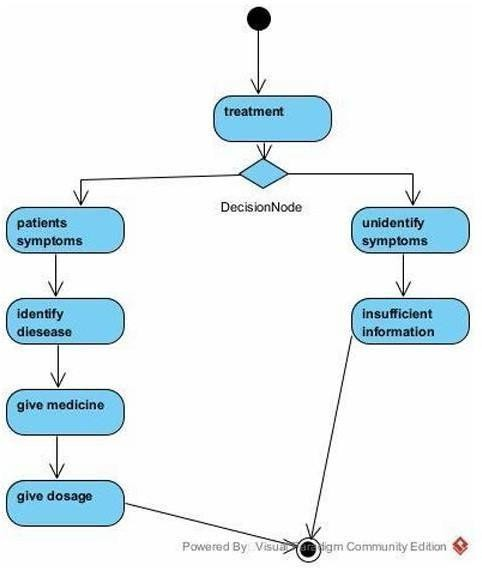 treatment
DecisionNode
patients
symptoms
unidentify
symptoms
identify
diesease
insufficient
information
give medicine
give dosage
Powered By: Visual Paradigm Community Edition